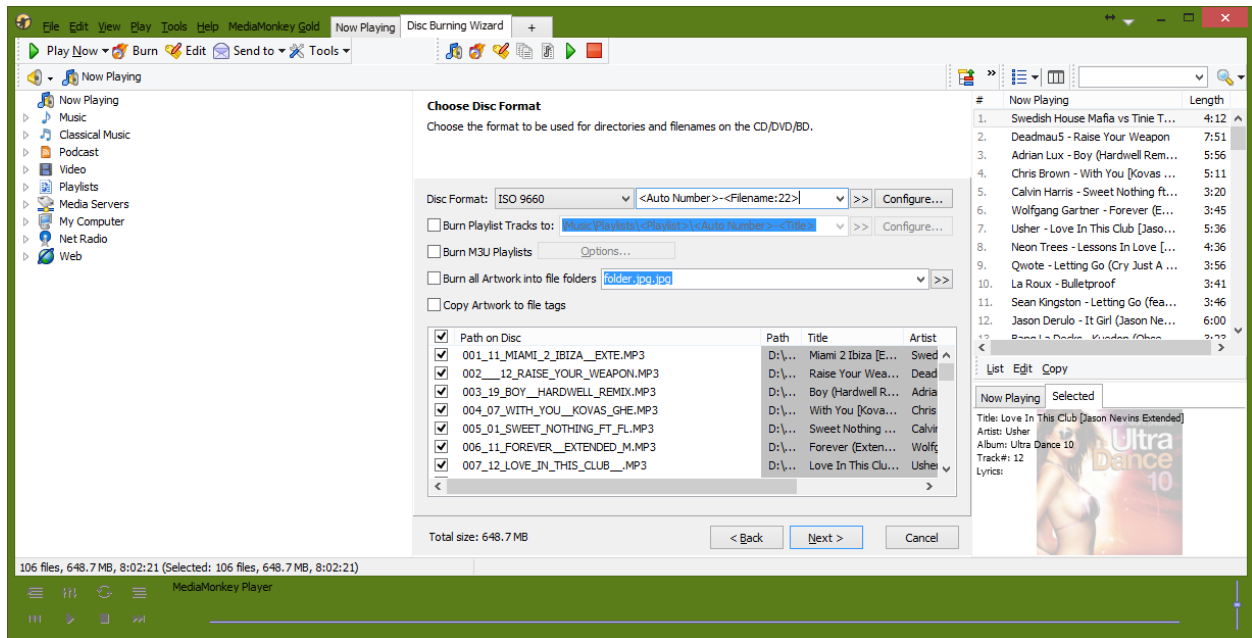 File Edit View Play Tools Help MediaMonkey Gold Now Playing Disc Burning Wizard +
Play Now Burn Edit Send to Tools
Now Playing
Now Playing
Music
Classical Music
Podcast
Video
Playlists
Media Servers
My Computer
Net Radio
Web
Choose Disc Format
Choose the format to be used for directories and filenames on the CD/DVD/BD.
Disc Format: ISO 9660 <Auto Number>-<Filename:22> >> Configure...
Burn Playlist Tracks to: \Music\Playlists\<Playlist>\<Auto Number>-<Title> >> Configure...
Burn M3U Playlists Options...
Burn all Artwork into file folders folder.jpg.jpg >>
Copy Artwork to file tags
Path on Disc Path Title Artist
001_11_MIAMI_2_IBIZA__EXTE.MP3 D:\... Miami 2 Ibiza [E... Swed
002___12_RAISE_YOUR_WEAPON.MP3 D:\... Raise Your Wea... Dead
003_19_BOY__HARDWELL_REMIX.MP3 D:\... Boy (Hardwell R... Adria
004_07_WITH_YOU__KOVAS_GHE.MP3 D:\... With You [Kova... Chris
005_01_SWEET_NOTHING_FT_FL.MP3 D:\... Sweet Nothing ... Calvir
006_11_FOREVER__EXTENDED_M.MP3 D:\... Forever (Exten... Wolfg
007_12_LOVE_IN_THIS_CLUB__.MP3 D:\... Love In This Clu... Usher
Total size: 648.7 MB < Back Next > Cancel
# Now Playing Length
1. Swedish House Mafia vs Tinie T... 4:12
2. Deadmau5 - Raise Your Weapon 7:51
3. Adrian Lux - Boy (Hardwell Rem... 5:56
4. Chris Brown - With You [Kovas ... 5:11
5. Calvin Harris - Sweet Nothing ft... 3:20
6. Wolfgang Gartner - Forever (E... 3:45
7. Usher - Love In This Club [Jaso... 5:36
8. Neon Trees - Lessons In Love [... 4:36
9. Qwote - Letting Go (Cry Just A ... 3:56
10. La Roux - Bulletproof 3:41
11. Sean Kingston - Letting Go (fea... 3:46
12. Jason Derulo - It Girl (Jason Ne... 6:00
List Edit Copy
Now Playing Selected
Title: Love In This Club [Jason Nevins Extended]
Artist: Usher
Album: Ultra Dance 10
Track#: 12
Lyrics:
Ultra
Dance
10
106 files, 648.7 MB, 8:02:21 (Selected: 106 files, 648.7 MB, 8:02:21)
MediaMonkey Player